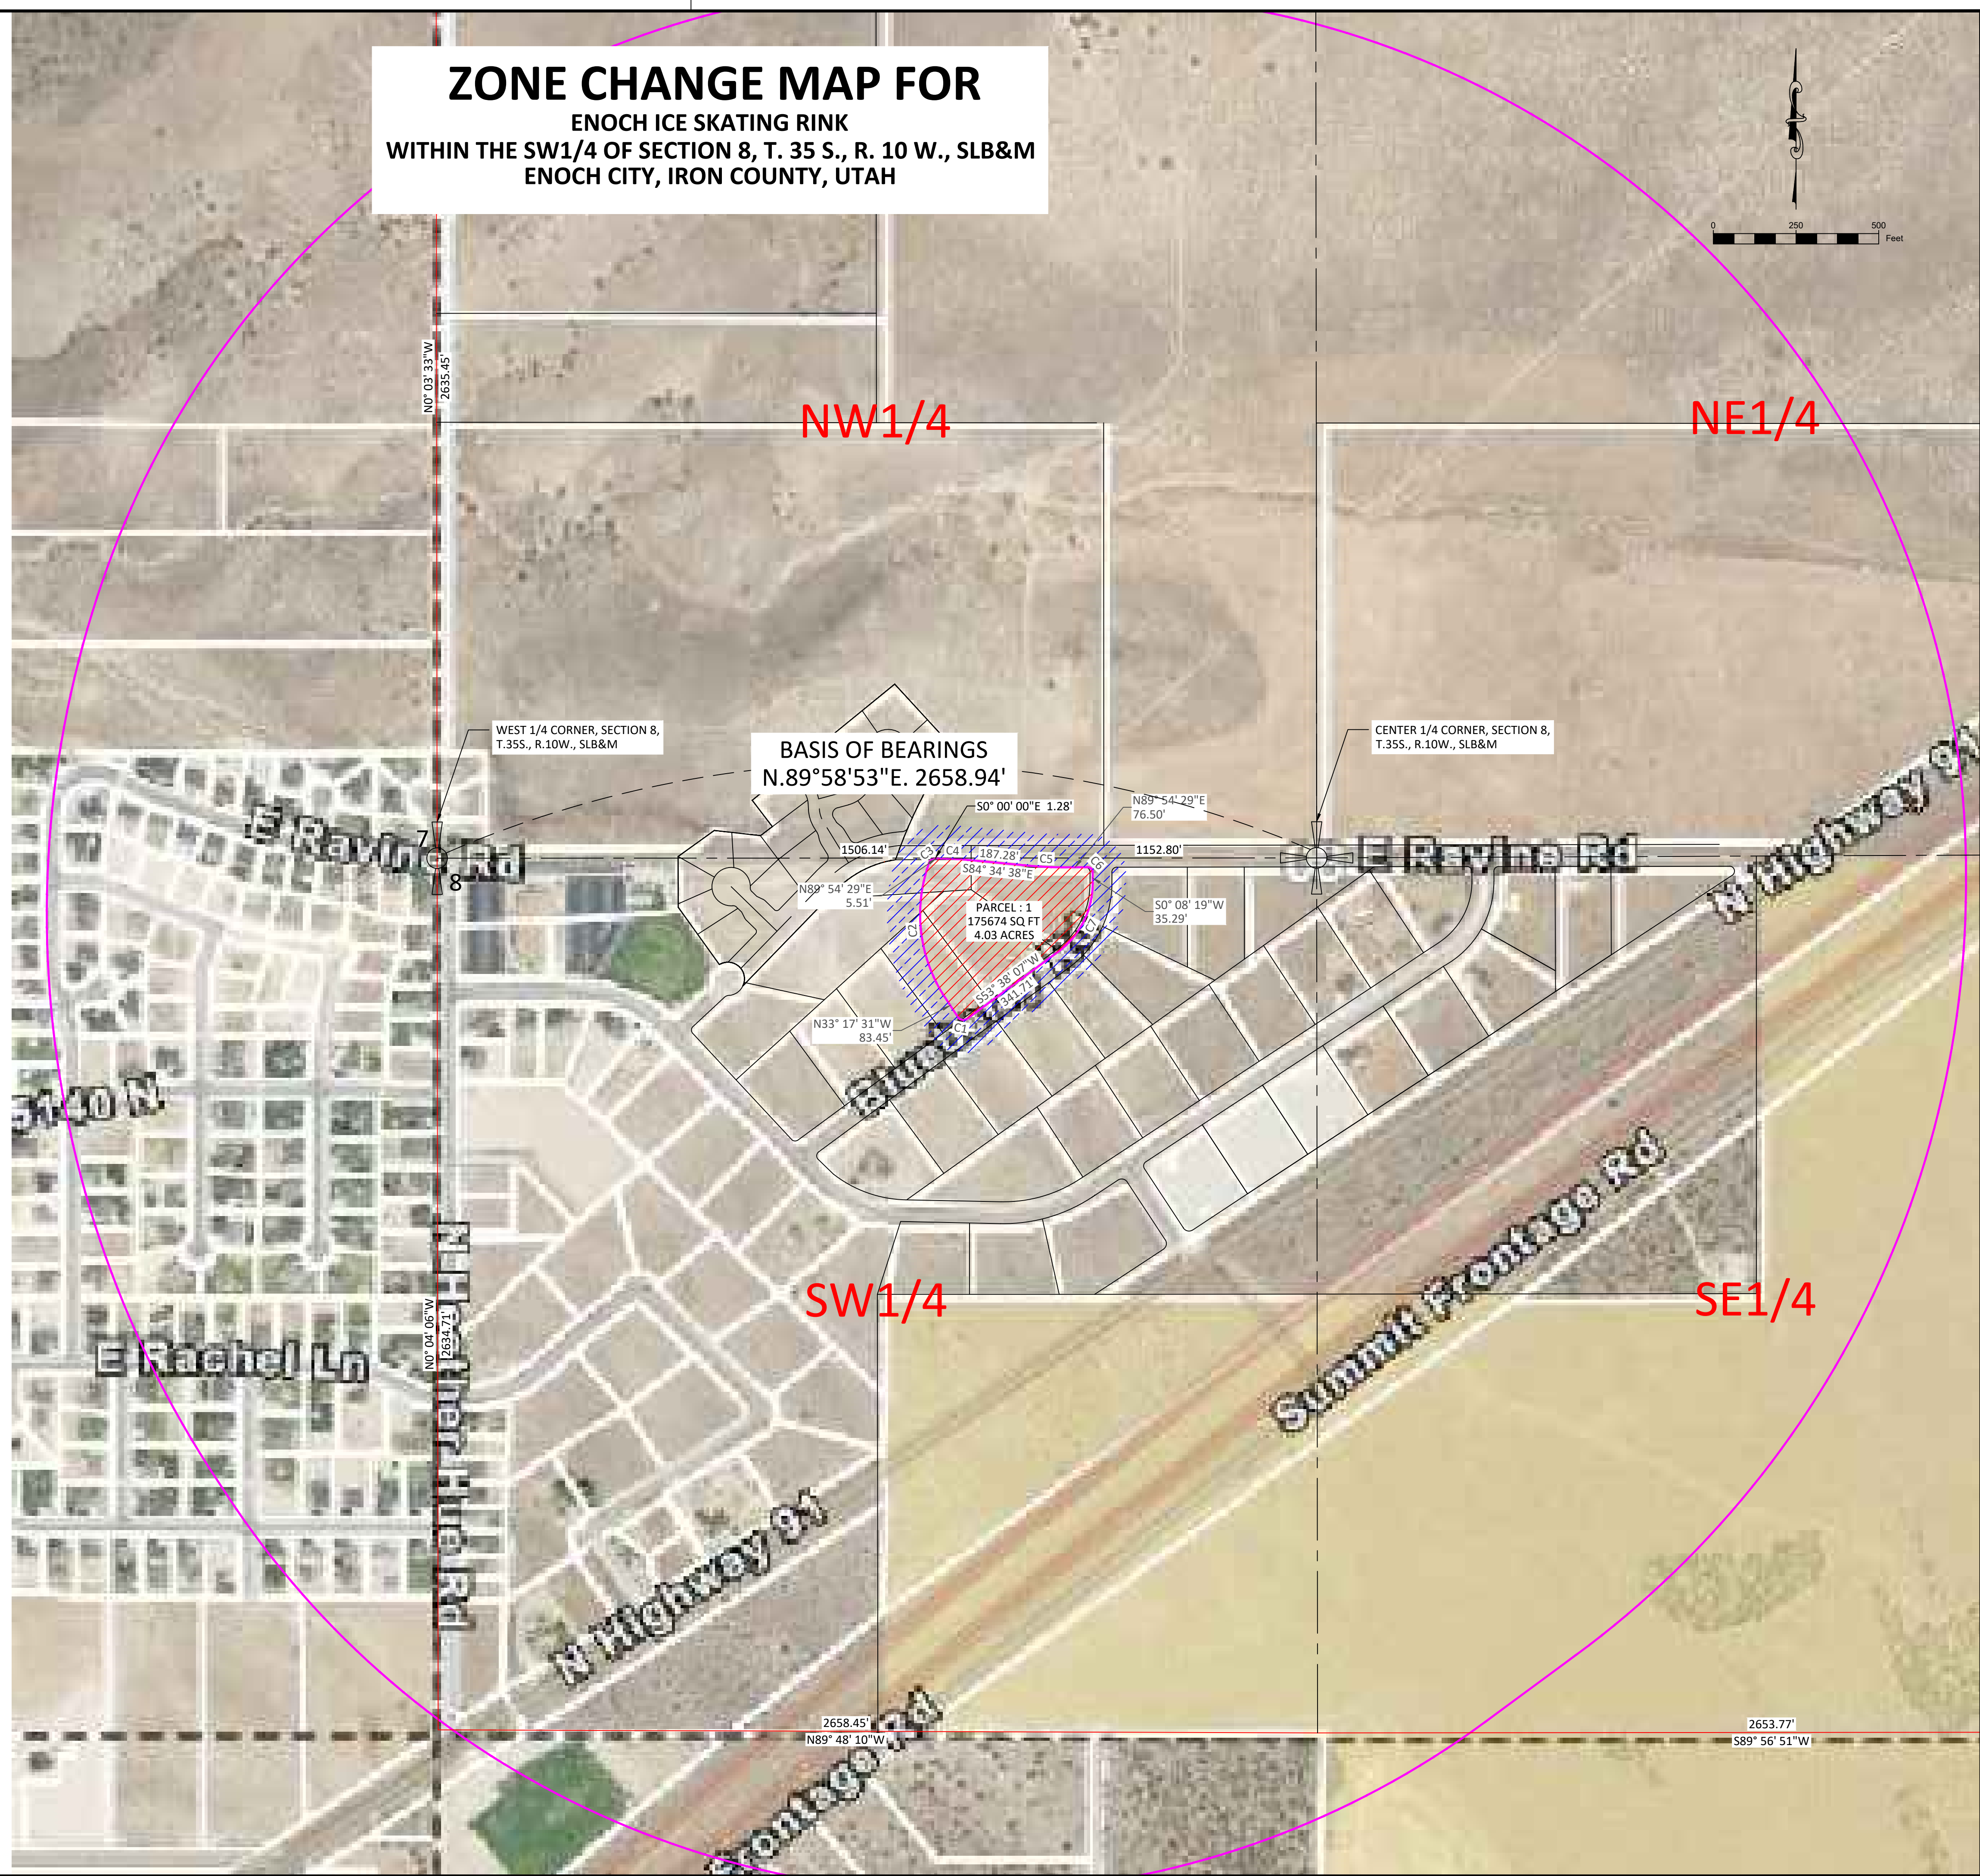 ZONE CHANGE MAP FOR
ENOCH ICE SKATING RINK
WITHIN THE SW1/4 OF SECTION 8, T. 35 S., R. 10 W., SLB&M
ENOCH CITY, IRON COUNTY, UTAH
0 250 500
Feet
N0° 03' 33"W
2635.45'
NW1/4
NE1/4
WEST 1/4 CORNER, SECTION 8,
T.35S., R.10W., SLB&M
BASIS OF BEARINGS
N.89°58'53"E. 2658.94'
CENTER 1/4 CORNER, SECTION 8,
T.35S., R.10W., SLB&M
N Highway 91
S0° 00' 00"E 1.28'
N89° 54' 29"E
76.50'
7
8
E Ravine Rd
1506.14'
C3
C4
187.28'
C5
C6
1152.80'
E Ravine Rd
S84° 34' 38"E
N89° 54' 29"E
5.51'
PARCEL : 1
175674 SQ FT
4.03 ACRES
S0° 08' 19"W
35.29'
C2
C7
S53° 38' 07"W
341.71'
N33° 17' 31"W
83.45'
C1
Summit Frontage Rd
SW1/4
SE1/4
N0° 04' 06"W
2634.71'
E Rachel Ln
N Highway 91
2658.45'
N89° 48' 10"W
2653.77'
S89° 56' 51"W